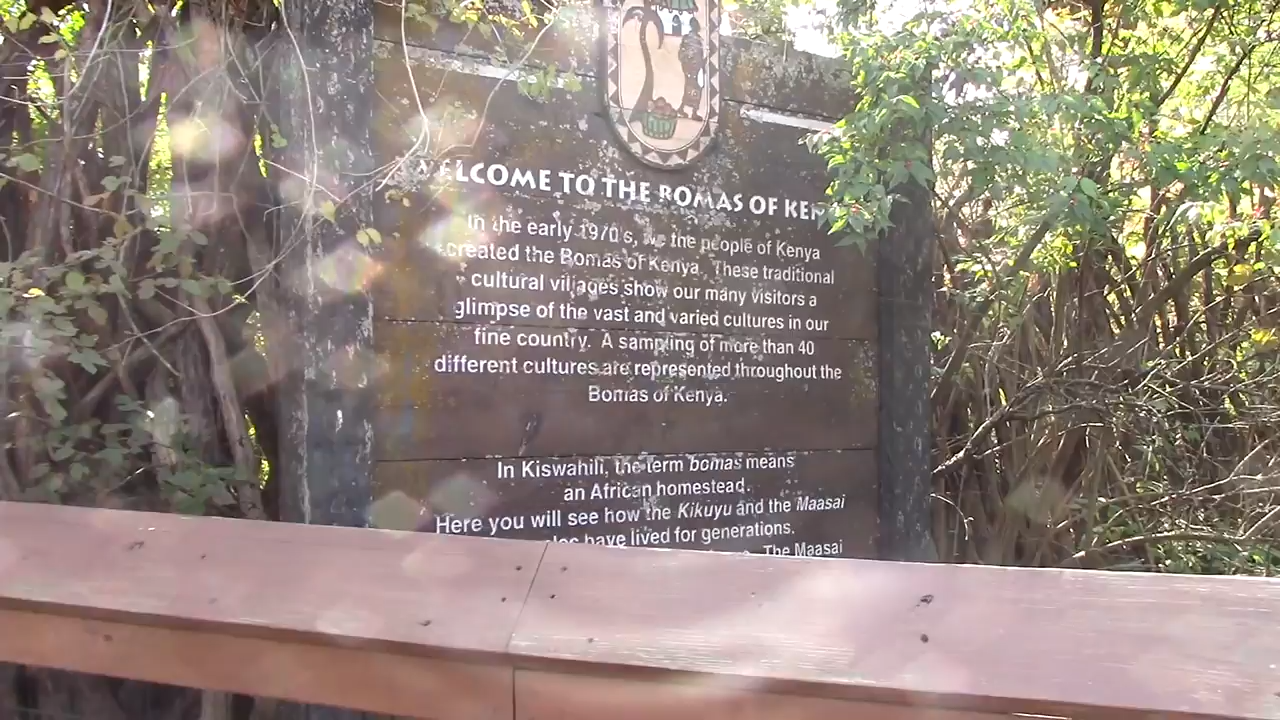 WELCOME TO THE BOMAS OF KENYA
In the early 1970's, we the people of Kenya
created the Bomas of Kenya. These traditional
cultural villages show our many visitors a
glimpse of the vast and varied cultures in our
fine country. A sampling of more than 40
different cultures are represented throughout the
Bomas of Kenya.
In Kiswahili, the term bomas means
an African homestead.
Here you will see how the Kikuyu and the Maasai
have lived for generations.
The Maasai